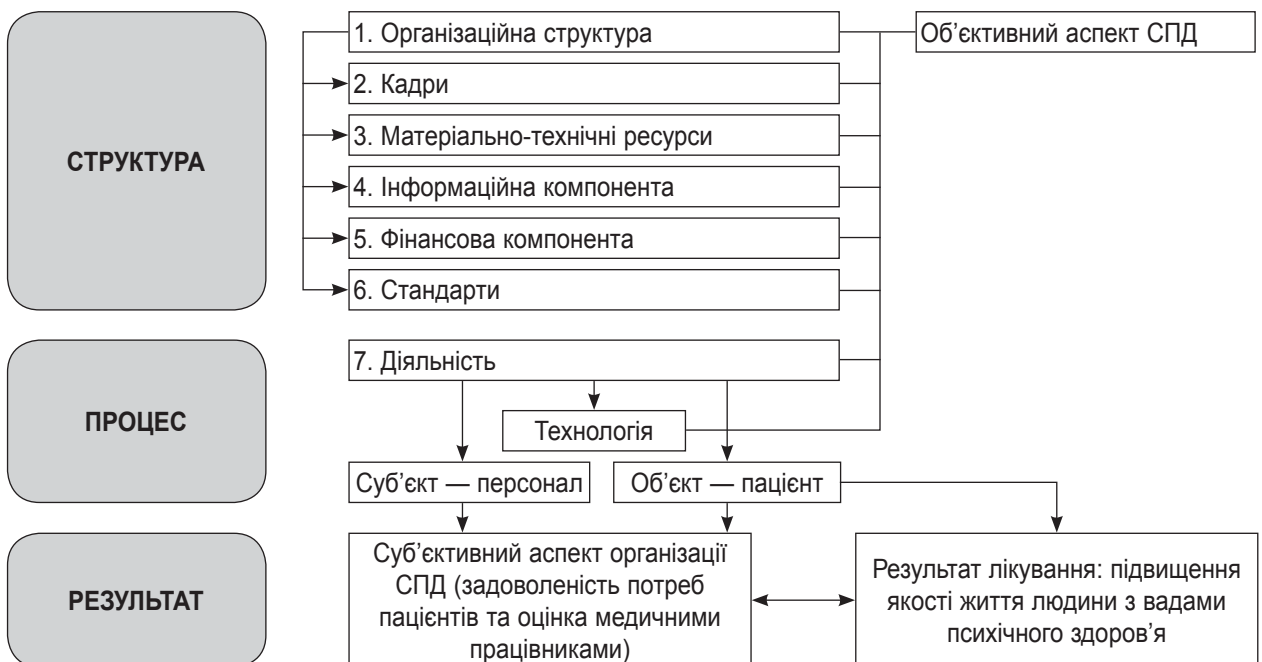 1. Організаційна структура
Об’єктивний аспект СПД
2. Кадри
3. Матеріально-технічні ресурси
СТРУКТУРА
4. Інформаційна компонента
5. Фінансова компонента
6. Стандарти
7. Діяльність
ПРОЦЕС
Технологія
Суб’єкт — персонал
Об’єкт — пацієнт
РЕЗУЛЬТАТ
Суб’єктивний аспект організації
СПД (задоволеність потреб
пацієнтів та оцінка медичними
працівниками)
Результат лікування: підвищення
якості життя людини з вадами
психічного здоров’я